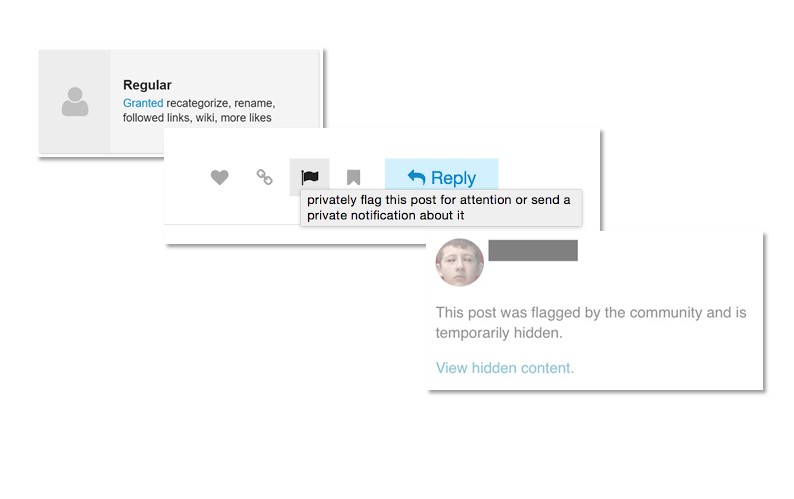 Regular
Granted recategorize, rename,
followed links, wiki, more likes
Reply
privately flag this post for attention or send a
private notification about it
This post was flagged by the community and is
temporarily hidden.
View hidden content.